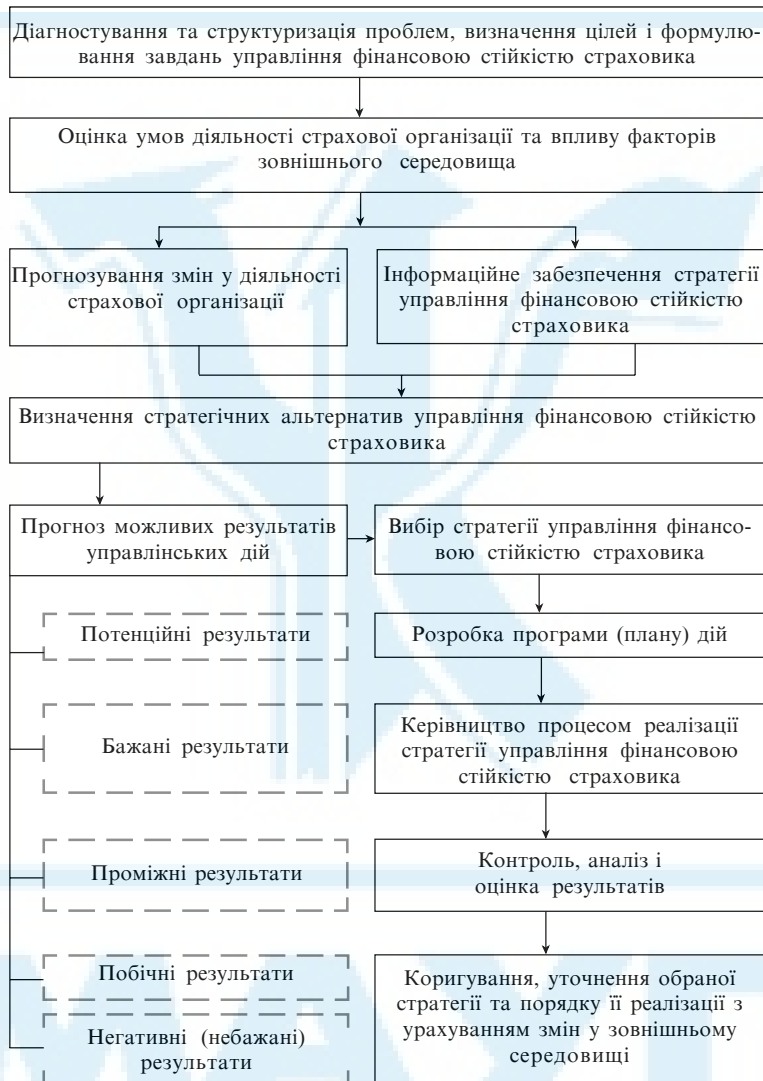 Діагностування та структуризація проблем, визначення цілей і формулю-
вання завдань управління фінансовою стійкістю страховика
Оцінка умов діяльності страхової організації та впливу факторів
зовнішнього середовища
Прогнозування змін у діяльності
страхової організації
Інформаційне забезпечення стратегії
управління фінансовою стійкістю
страховика
Визначення стратегічних альтернатив управління фінансовою стійкістю
страховика
Прогноз можливих результатів
управлінських дій
Вибір стратегії управління фінансо-
вою стійкістю страховика
Потенційні результати
Розробка програми (плану) дій
Бажані результати
Керівництво процесом реалізації
стратегії управління фінансовою
стійкістю страховика
Проміжні результати
Контроль, аналіз і
оцінка результатів
Побічні результати
Негативні (небажані)
результати
Коригування, уточнення обраної
стратегії та порядку її реалізації з
урахуванням змін у зовнішньому
середовищі